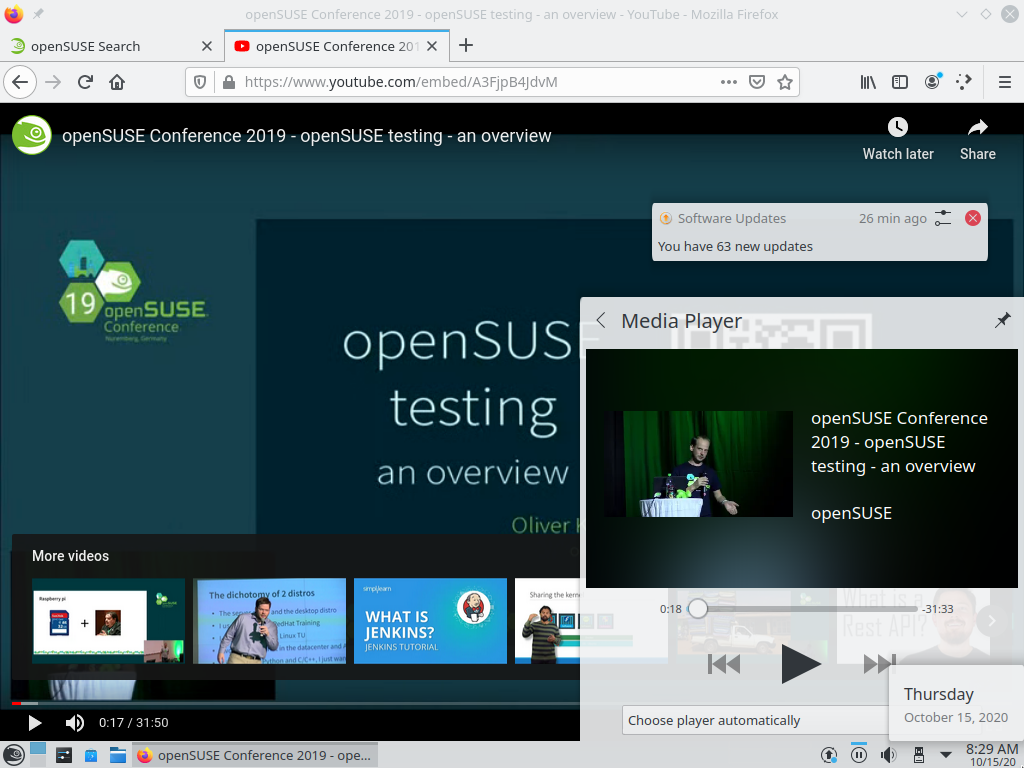 openSUSE Conference 2019 - openSUSE testing - an overview - YouTube - Mozilla Firefox
openSUSE Search
openSUSE Conference 201
https://www.youtube.com/embed/A3FjpB4JdvM
openSUSE Conference 2019 - openSUSE testing - an overview
Watch later
Share
Software Updates 26 min ago
You have 63 new updates
19 openSUSE
Conference
Nuremberg, Germany
openSUSE
testing
an overview
Oliver K
Media Player
openSUSE Conference
2019 - openSUSE
testing - an overview
openSUSE
0:18 -31:33
Choose player automatically
More videos
Raspberry pi
+
The dichotomy of 2 distros
simplilearn
WHAT IS
JENKINS?
JENKINS TUTORIAL
Sharing the kerne
What is a
Rest API?
0:17 / 31:50
Thursday
October 15, 2020
openSUSE Conference 2019 - ope...
8:29 AM
10/15/20